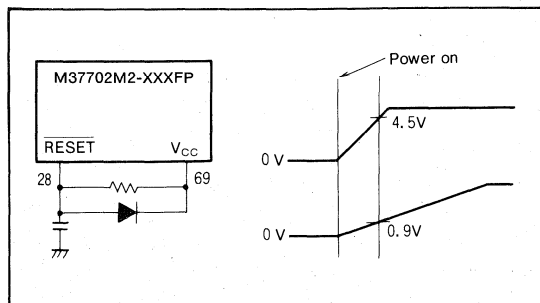 Power on
M37702M2-XXXFP
RESET VCC
28 69
4.5V
0 V
0.9V
0 V